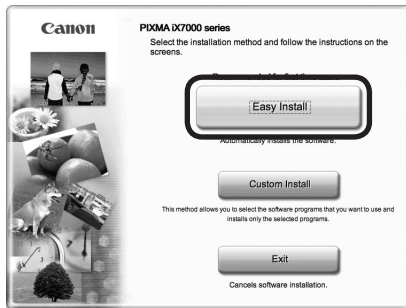 Canon
PIXMA iX7000 series
Select the installation method and follow the instructions on the
screens.
Easy Install
Automatically installs the software.
Custom Install
This method allows you to select the software programs that you want to use and
installs only the selected programs.
Exit
Cancels software installation.